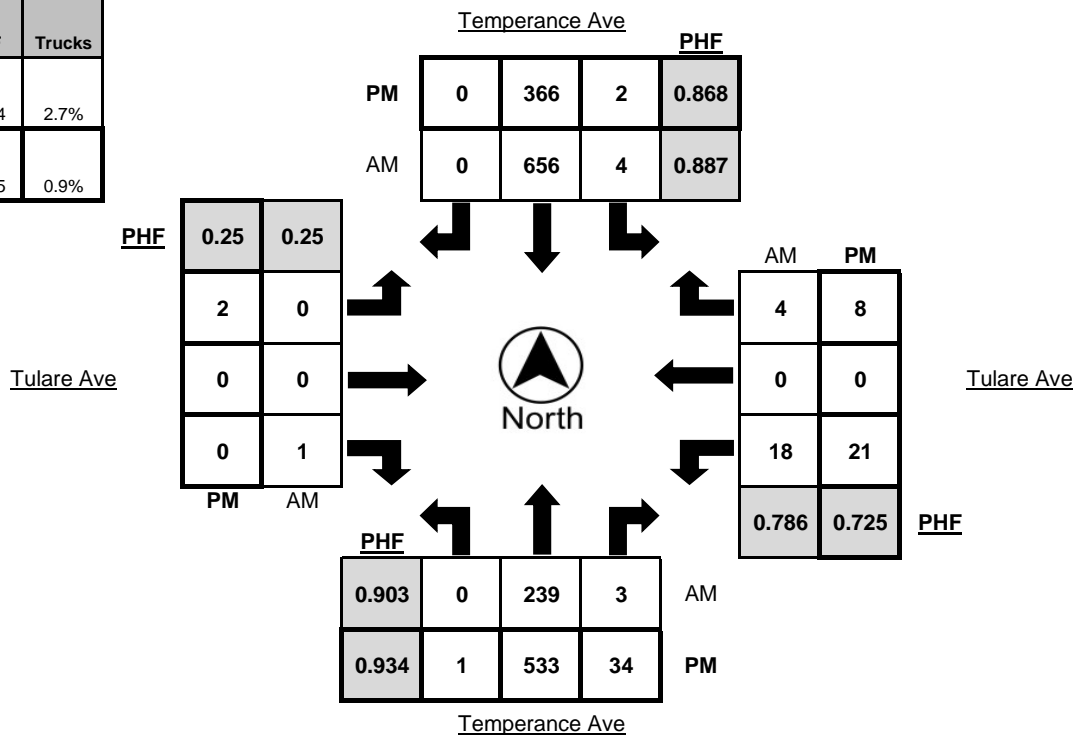 Trucks
4 2.7%
5 0.9%
Temperance Ave
PHF
PM 0 366 2 0.868
AM 0 656 4 0.887
PHF 0.25 0.25
2 0
0 0
0 1
PM AM
Tulare Ave
North
AM PM
4 8
0 0
18 21
0.786 0.725 PHF
Tulare Ave
PHF
0.903 0 239 3 AM
0.934 1 533 34 PM
Temperance Ave